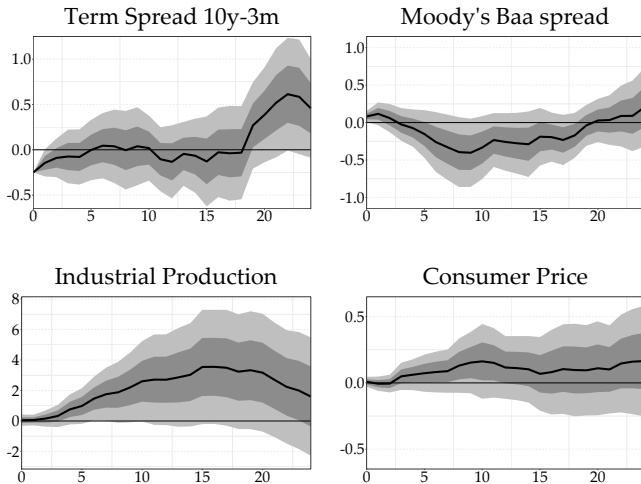 Term Spread 10y-3m
1.0
0.5
0.0
-0.5
0 5 10 15 20
Moody's Baa spread
1.0
0.5
0.0
-0.5
-1.0
0 5 10 15 20
Industrial Production
8
6
4
2
0
-2
0 5 10 15 20
Consumer Price
0.5
0.0
-0.5
0 5 10 15 20